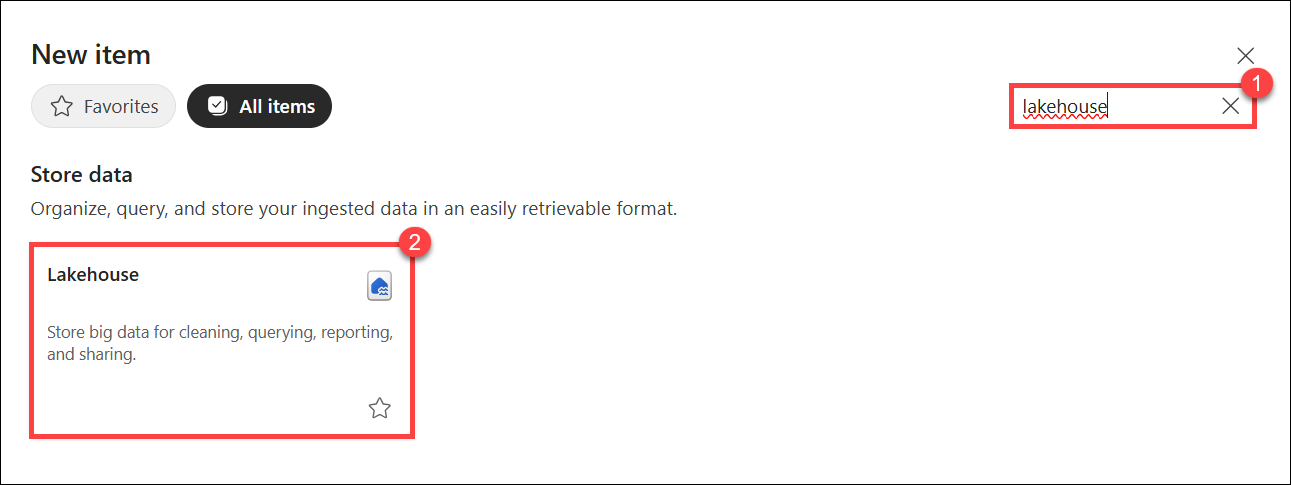 New item
Favorites
All items
lakehouse
1
Store data
Organize, query, and store your ingested data in an easily retrievable format.
2
Lakehouse
Store big data for cleaning, querying, reporting,
and sharing.